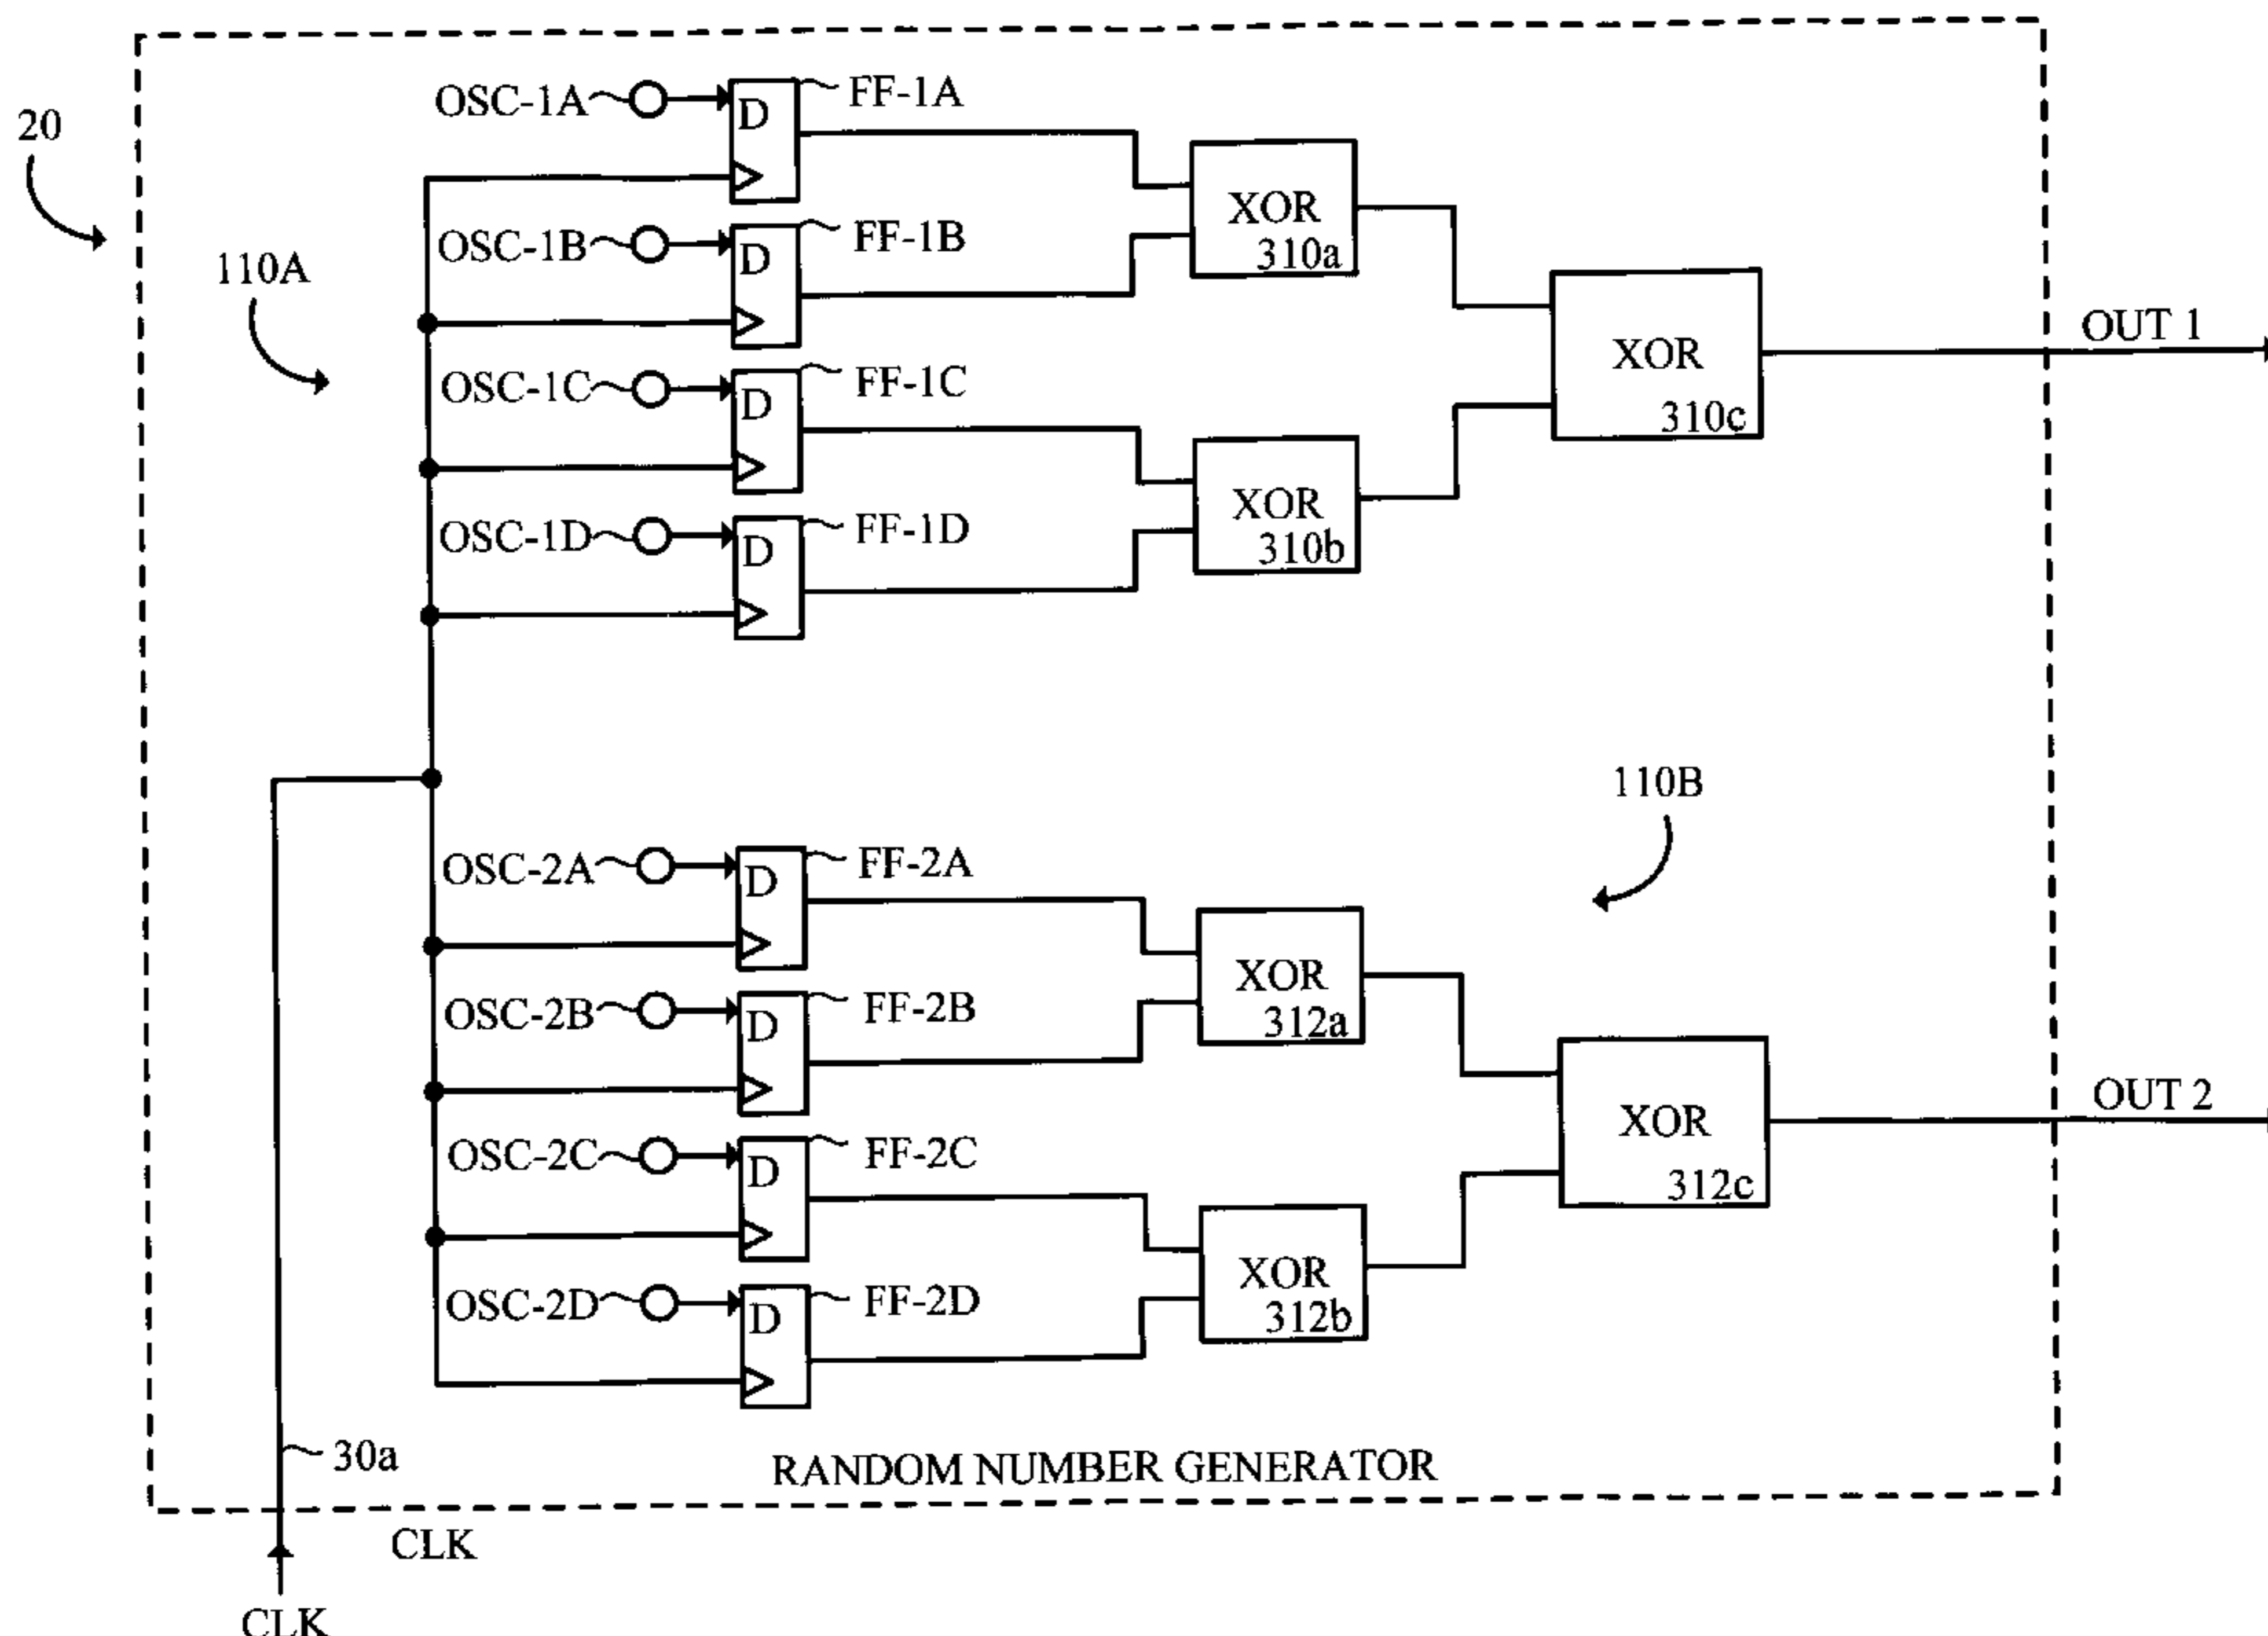 20
110A
OSC-1A
D
FF-1A
OSC-1B
D
FF-1B
OSC-1C
D
FF-1C
OSC-1D
D
FF-1D
XOR
310a
XOR
310b
XOR
310c
OUT 1
110B
OSC-2A
D
FF-2A
OSC-2B
D
FF-2B
OSC-2C
D
FF-2C
OSC-2D
D
FF-2D
XOR
312a
XOR
312b
XOR
312c
OUT 2
30a
RANDOM NUMBER GENERATOR
CLK
CLK